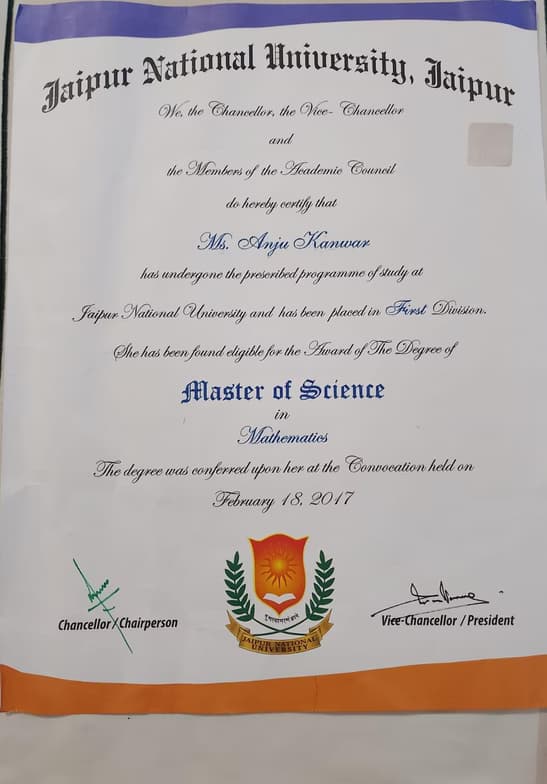 Jaipur National University, Jaipur
We, the Chancellor, the Vice- Chancellor
and
the Members of the Academic Council
do hereby certify that
Ms. Anju Kanwar
has undergone the prescribed programme of study at
Jaipur National University and has been placed in First Division.
She has been found eligible for the Award of The Degree of
Master of Science
in
Mathematics
The degree was conferred upon her at the Convocation held on
February 18, 2017
Chancellor / Chairperson
Vice-Chancellor / President
JAIPUR NATIONAL
UNIVERSITY